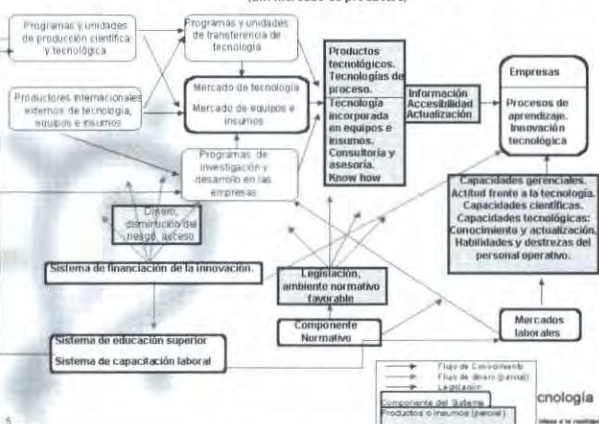 (sin mercado de productos)
Programas y unidades
de producción científica
y tecnológica
Programas y unidades
de transferencia de
tecnología
Productos
tecnológicos.
Tecnologías de
proceso.
Tecnología
incorporada
en equipos e
insumos.
Consultoría y
asesoría.
Know how
Información
Accesibilidad
Actualización
Empresas
Procesos de
aprendizaje.
Innovación
tecnológica
Productores internacionales
externos de tecnología,
equipos e insumos
Mercado de tecnología
Mercado de equipos e
insumos
Programas de
investigación y
desarrollo en las
empresas
Capacidades gerenciales.
Actitud frente a la tecnología.
Capacidades científicas.
Capacidades tecnológicas:
Conocimiento y actualización.
Habilidades y destrezas del
personal operativo.
Dinero,
disminución del
riesgo, acceso
Sistema de financiación de la innovación.
Legislación,
ambiente normativo
favorable
Componente
Normativo
Mercados
laborales
Sistema de educación superior
Sistema de capacitación laboral
Flujo de Conocimiento
Flujo de dinero (parcial)
Legislación
Componente del Sistema
Productos o insumos (parcial)
cnología
5